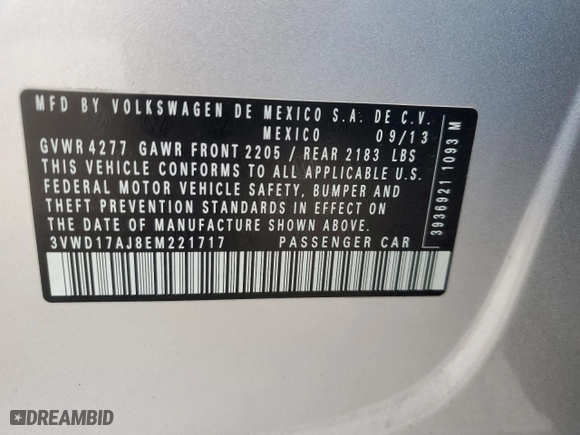 MFD BY VOLKSWAGEN DE MEXICO S.A. DE C.V.
MEXICO 09/13
GVWR 4277 GAWR FRONT 2205 / REAR 2183 LBS
THIS VEHICLE CONFORMS TO ALL APPLICABLE U.S.
FEDERAL MOTOR VEHICLE SAFETY, BUMPER AND
THEFT PREVENTION STANDARDS IN EFFECT ON
THE DATE OF MANUFACTURE SHOWN ABOVE.
3VWD17AJ8EM221717 PASSENGER CAR
3936921 1093 M
DREAMBID